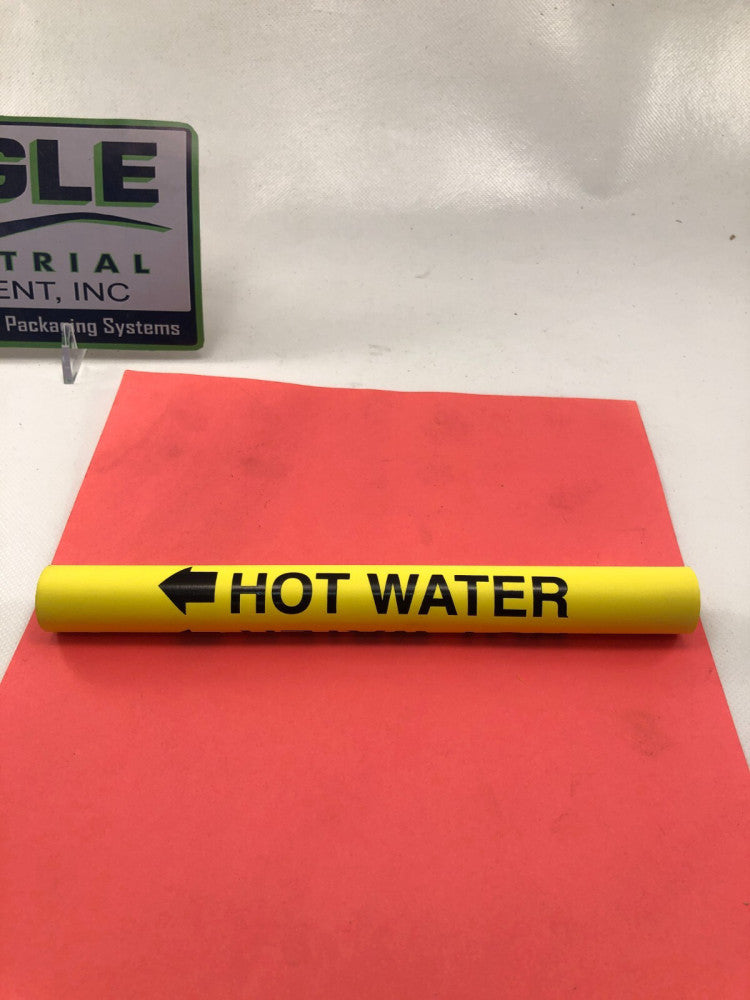 GLE
TRIAL
ENT, INC
Packaging Systems
HOT WATER